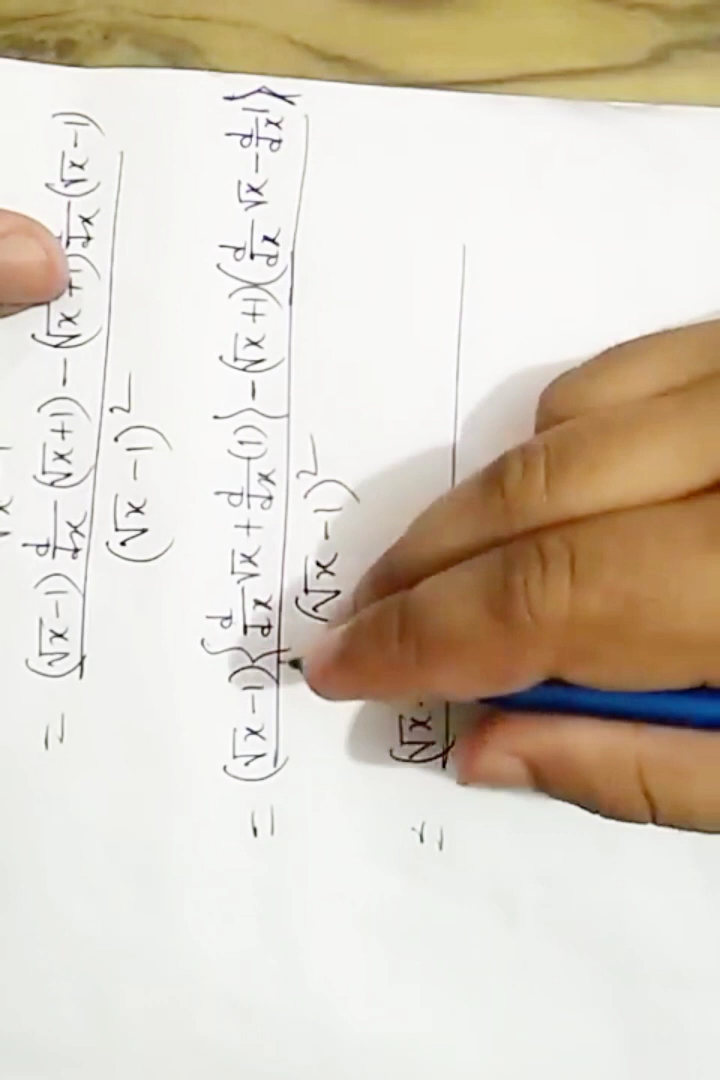 = (√x-1) d/dx (√x+1) - (√x+1) d/dx (√x-1)
(√x-1)²
= (√x-1){d/dx √x + d/dx (1)} - (√x+1)(d/dx √x - d/dx 1)
(√x-1)²
= (√x